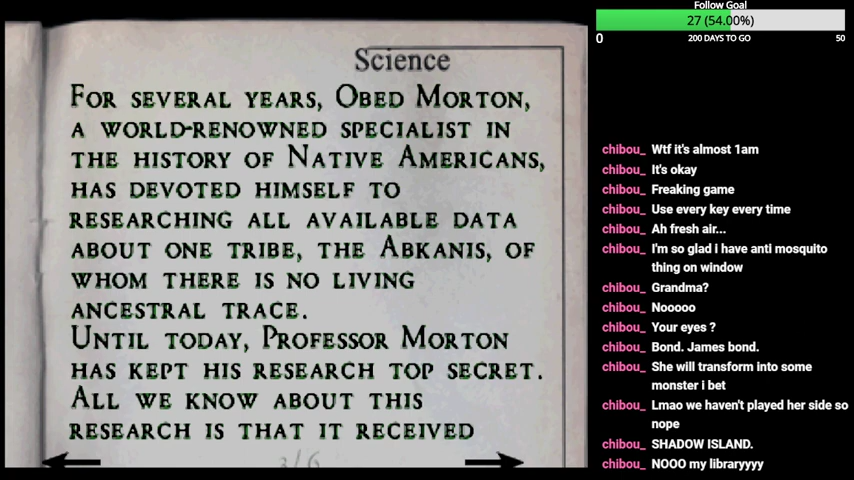 Science
For several years, Obed Morton,
a world-renowned specialist in
the history of Native Americans,
has devoted himself to
researching all available data
about one tribe, the Abkanis, of
whom there is no living
ancestral trace.
Until today, Professor Morton
has kept his research top secret.
All we know about this
research is that it received
3/6
Follow Goal
27 (54.00%)
0
200 DAYS TO GO
50
chibou_ Wtf it's almost 1am
chibou_ It's okay
chibou_ Freaking game
chibou_ Use every key every time
chibou_ Ah fresh air...
chibou_ I'm so glad i have anti mosquito
thing on window
chibou_ Grandma?
chibou_ Nooooo
chibou_ Your eyes ?
chibou_ Bond. James bond.
chibou_ She will transform into some
monster i bet
chibou_ Lmao we haven't played her side so
nope
chibou_ SHADOW ISLAND.
chibou_ NOOO my libraryyyy